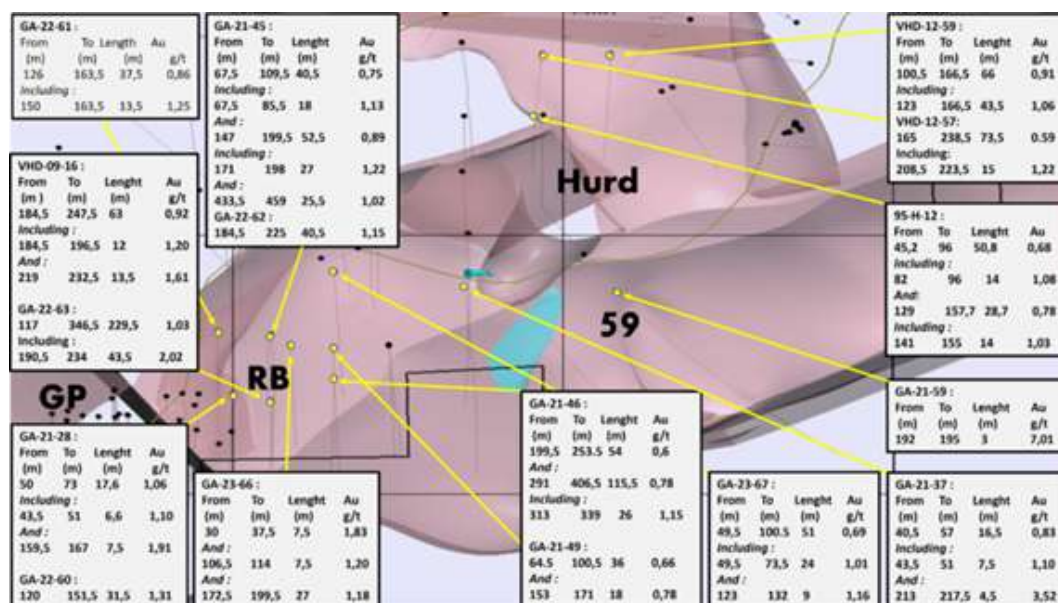 GA-22-61 :
From To Length Au
(m) (m) (m) g/t
126 163,5 37,5 0,86
Including :
150 163,5 13,5 1,25
GA-21-45 :
From To Lenght Au
(m) (m) (m) g/t
67,5 109,5 40,5 0,75
Including :
67,5 85,5 18 1,13
And :
147 199,5 52,5 0,89
Including :
171 198 27 1,22
And :
433,5 459 25,5 1,02
GA-22-62 :
184,5 225 40,5 1,15
VHD-12-59 :
From To Lenght Au
(m) (m) (m) g/t
100,5 166,5 66 0,91
Including :
123 166,5 43,5 1,06
VHD-12-57 :
165 238,5 73,5 0.59
Including:
208,5 223,5 15 1,22
VHD-09-16 :
From To Lenght Au
(m ) (m) (m) g/t
184,5 247,5 63 0,92
Including :
184,5 196,5 12 1,20
And :
219 232,5 13,5 1,61
GA-22-63 :
117 346,5 229,5 1,03
Including :
190,5 234 43,5 2,02
Hurd
95-H-12 :
From To Lenght Au
(m) (m) (m) g/t
45,2 96 50,8 0,68
Including :
82 96 14 1,08
And:
129 157,7 28,7 0,78
Including :
141 155 14 1,03
59
RB
GP
GA-21-59 :
From To Lenght Au
(m) (m) (m) g/t
192 195 3 7,01
GA-21-28 :
From To Lenght Au
(m) (m) (m) g/t
50 73 17,6 1,06
Including :
43,5 51 6,6 1,10
And :
159,5 167 7,5 1,91
GA-22-60 :
120 151,5 31,5 1,31
GA-23-66 :
From To Lenght Au
(m) (m) (m) g/t
30 37,5 7,5 1,83
And :
106,5 114 7,5 1,20
And :
172,5 199,5 27 1,18
GA-21-46 :
From To Lenght Au
(m) (m) (m) g/t
199,5 253.5 54 0,6
And :
291 406,5 115,5 0,78
Including :
313 339 26 1,15
GA-21-49 :
64.5 100,5 36 0,66
And :
153 171 18 0,78
GA-23-67 :
From To Lenght Au
(m) (m) (m) g/t
49,5 100.5 51 0,69
Including :
49,5 73,5 24 1,01
And :
123 132 9 1,16
GA-21-37 :
From To Lenght Au
(m) (m) (m) g/t
40,5 57 16,5 0,83
Including :
43,5 51 7,5 1,10
And :
213 217,5 4,5 3,52